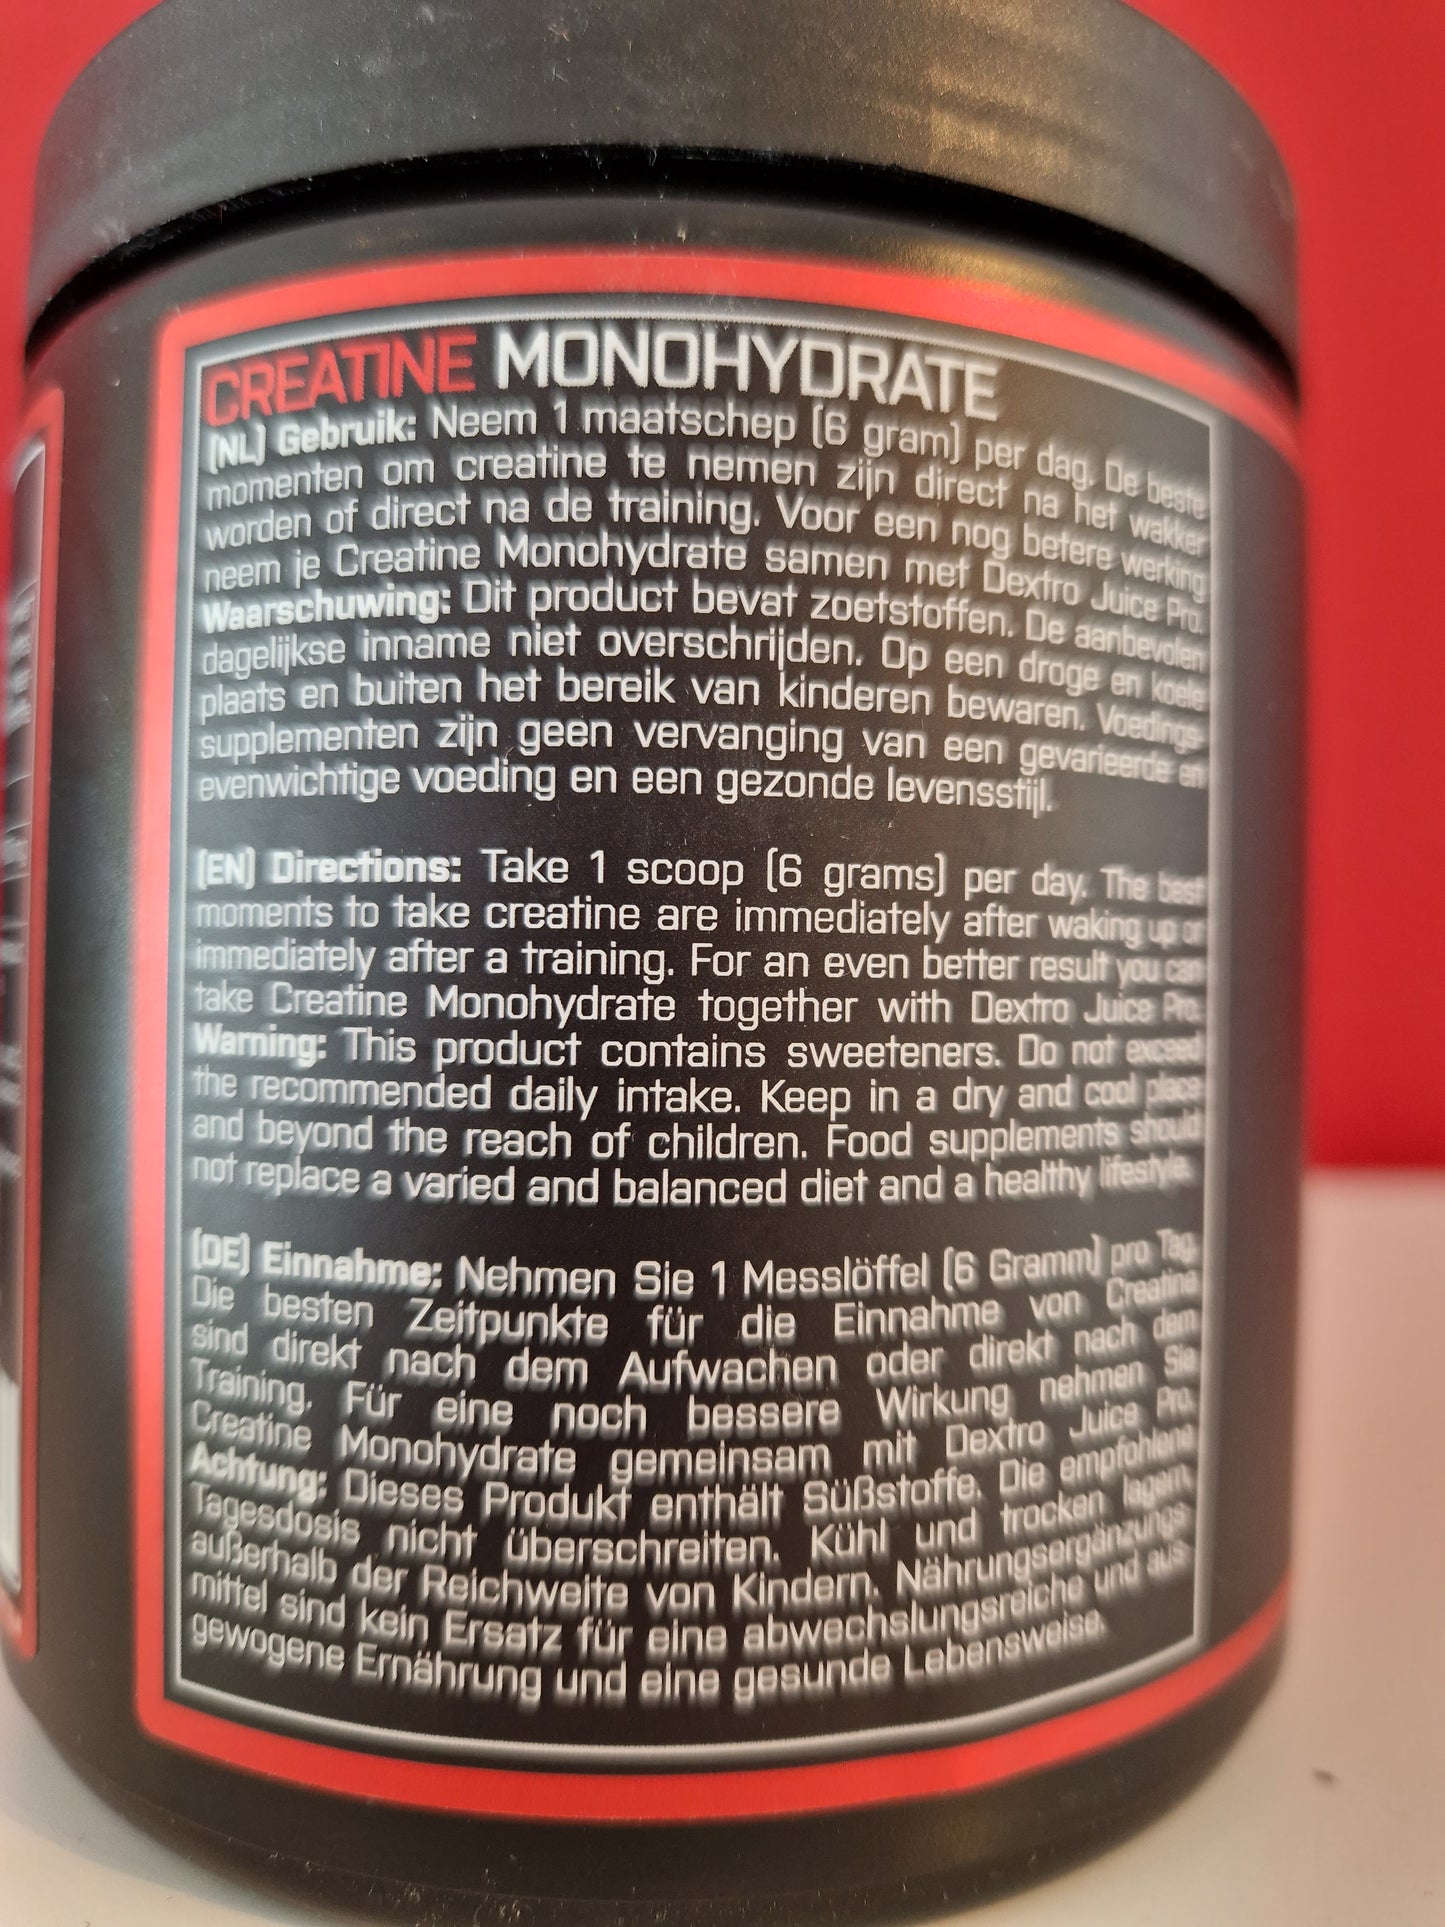 CREATINE MONOHYDRATE
(NL) Gebruik: Neem 1 maatschep (6 gram) per dag. De beste
momenten om creatine te nemen zijn direct na het wakker
worden of direct na de training. Voor een nog betere werking
neem je Creatine Monohydrate samen met Dextro Juice Pro.
Waarschuwing: Dit product bevat zoetstoffen. De aanbevolen
dagelijkse inname niet overschrijden. Op een droge en koele
plaats en buiten het bereik van kinderen bewaren. Voedings-
supplementen zijn geen vervanging van een gevarieerde en
evenwichtige voeding en een gezonde levensstijl.
(EN) Directions: Take 1 scoop (6 grams) per day. The best
moments to take creatine are immediately after waking up or
immediately after a training. For an even better result you can
take Creatine Monohydrate together with Dextro Juice Pro.
Warning: This product contains sweeteners. Do not exceed
the recommended daily intake. Keep in a dry and cool place
and beyond the reach of children. Food supplements should
not replace a varied and balanced diet and a healthy lifestyle.
(DE) Einnahme: Nehmen Sie 1 Messlöffel (6 Gramm) pro Tag.
Die besten Zeitpunkte für die Einnahme von Creatine
sind direkt nach dem Aufwachen oder direkt nach dem
Training. Für eine noch bessere Wirkung nehmen Sie
Creatine Monohydrate gemeinsam mit Dextro Juice Pro.
Achtung: Dieses Produkt enthält Süßstoffe. Die empfohlene
Tagesdosis nicht überschreiten. Kühl und trocken lagern,
außerhalb der Reichweite von Kindern. Nährungsergänzungs-
mittel sind kein Ersatz für eine abwechslungsreiche und aus-
gewogene Ernährung und eine gesunde Lebensweise.